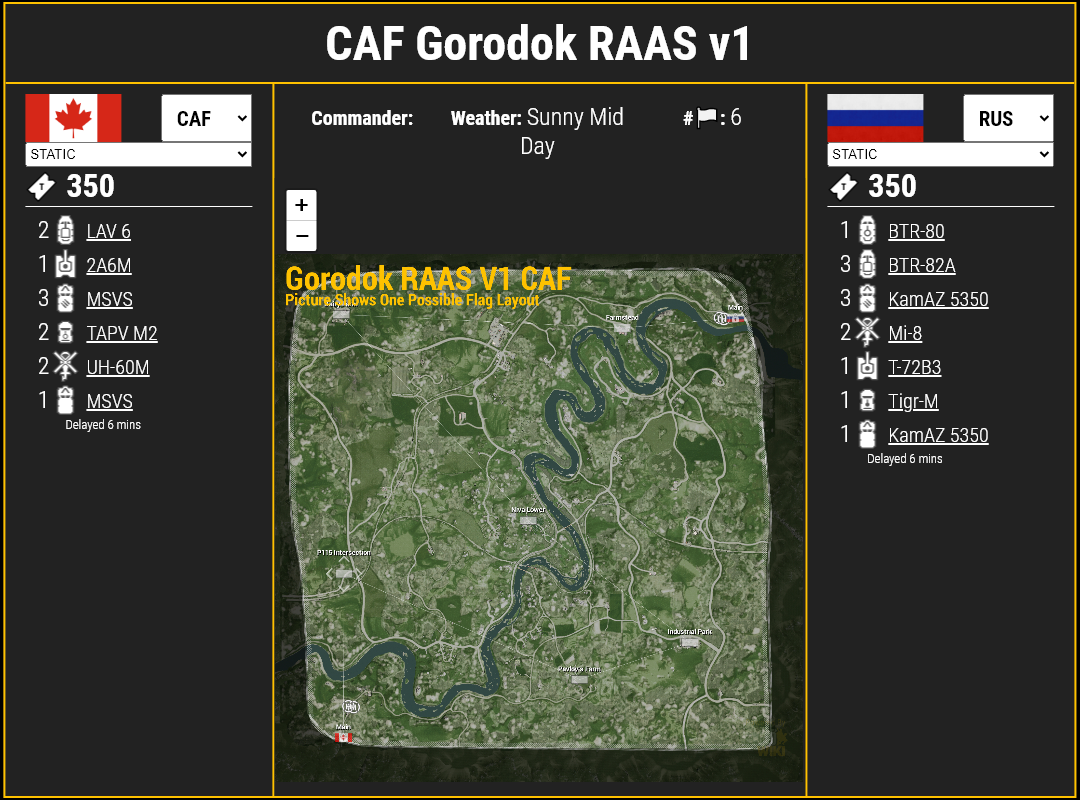 CAF Gorodok RAAS v1
CAF
STATIC
350
2 LAV 6
1 2A6M
3 MSVS
2 TAPV M2
2 UH-60M
1 MSVS
Delayed 6 mins
Commander:
Weather: Sunny Mid
Day
#: 6
+
−
Gorodok RAAS V1 CAF
Picture Shows One Possible Flag Layout
Main
Farmstead
Niva Lower
P115 Intersection
Industrial Park
Pavlova Farm
Main
RUS
STATIC
350
1 BTR-80
3 BTR-82A
3 KamAZ 5350
2 Mi-8
1 T-72B3
1 Tigr-M
1 KamAZ 5350
Delayed 6 mins